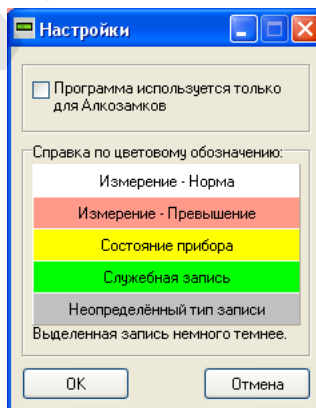 Настройки
Программа используется только
для Алкозамков
Справка по цветовому обозначению:
Измерение - Норма
Измерение - Превышение
Состояние прибора
Служебная запись
Неопределённый тип записи
Выделенная запись немного темнее.
OK
Отмена